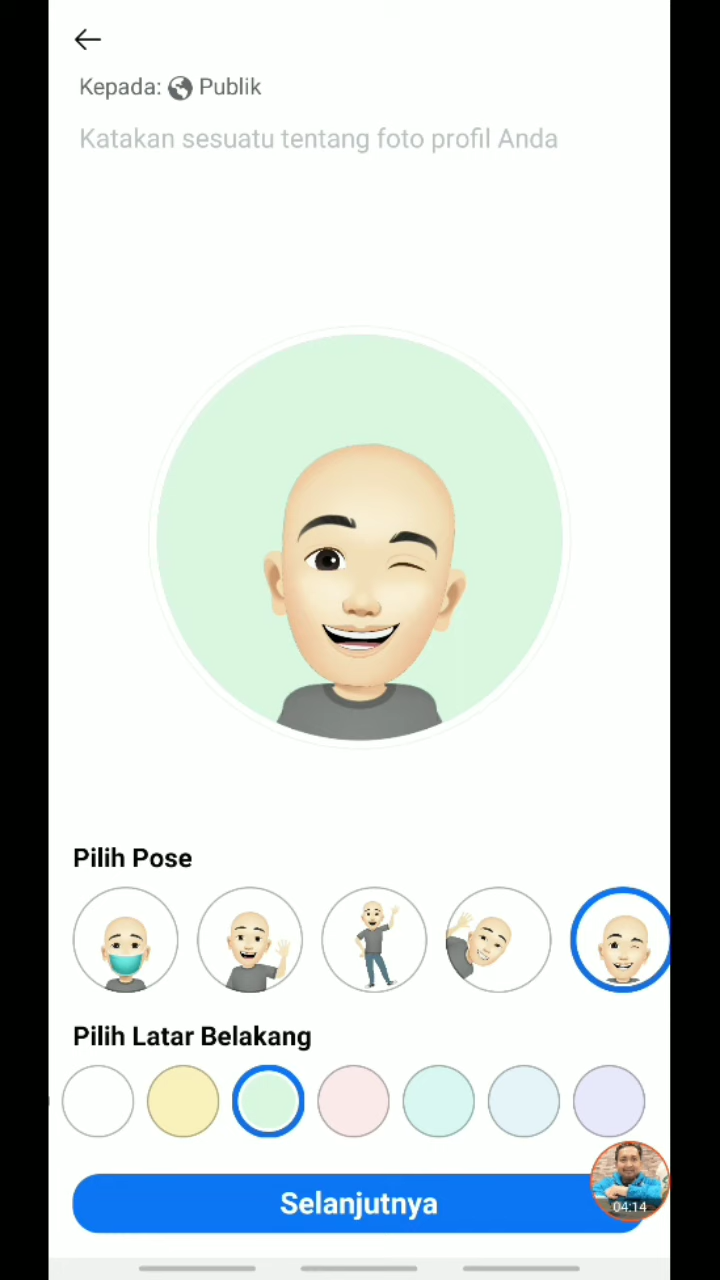 Kepada: Publik
Katakan sesuatu tentang foto profil Anda
Pilih Pose
Pilih Latar Belakang
Selanjutnya
04:14